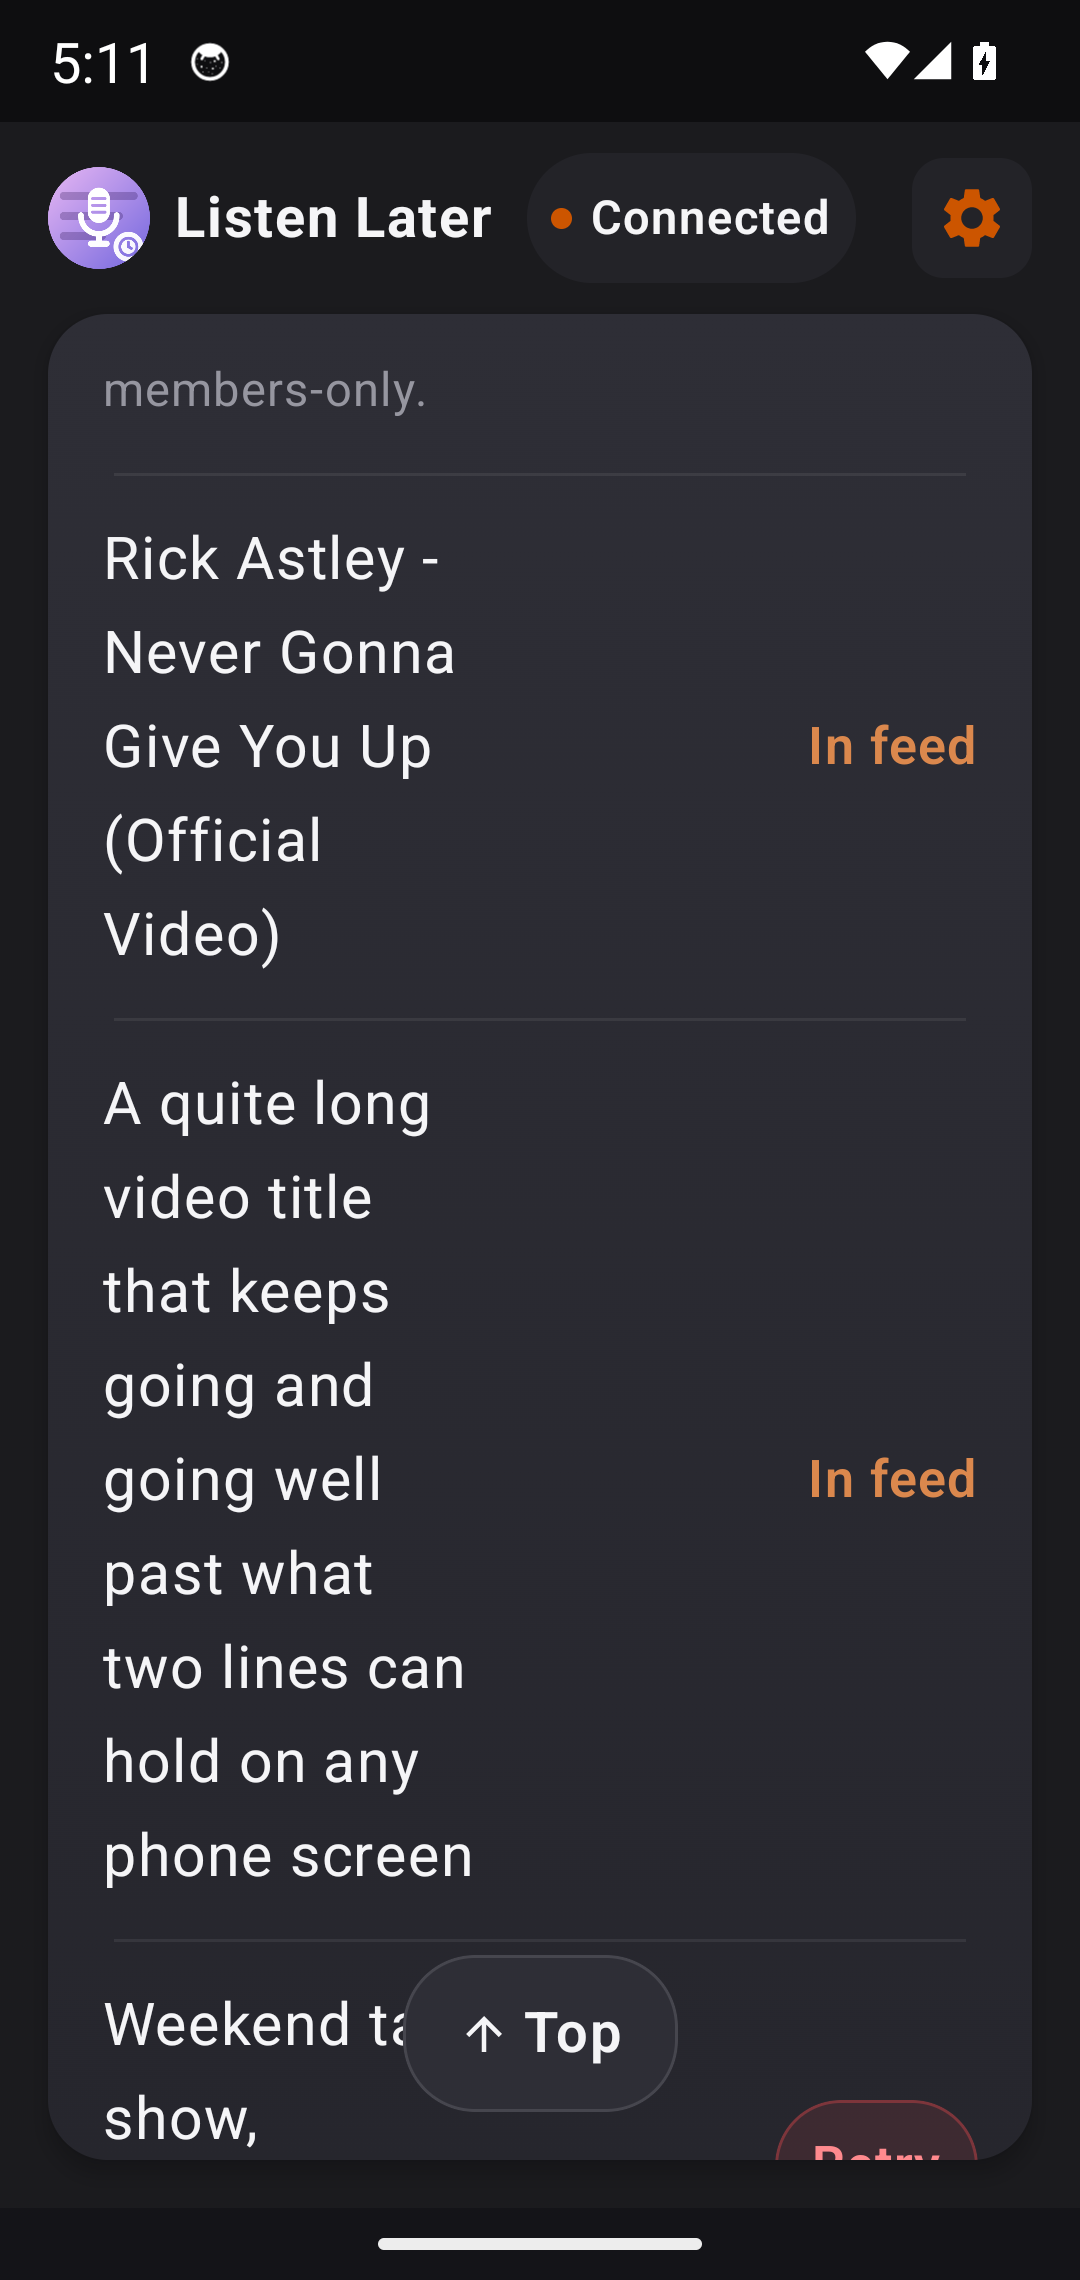 5:11
Listen Later
Connected
members-only.
Rick Astley -
Never Gonna
Give You Up
(Official
Video)
In feed
A quite long
video title
that keeps
going and
going well
past what
two lines can
hold on any
phone screen
In feed
Weekend
show,
Top
Retry